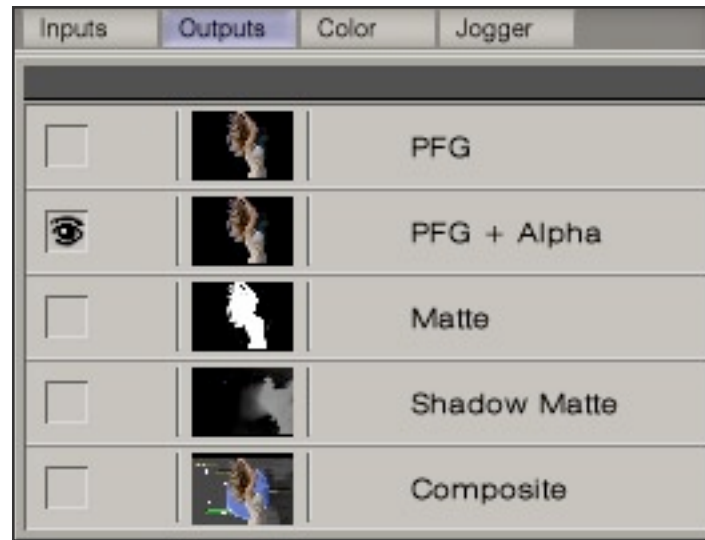 Inputs Outputs Color Jogger
PFG
PFG + Alpha
Matte
Shadow Matte
Composite